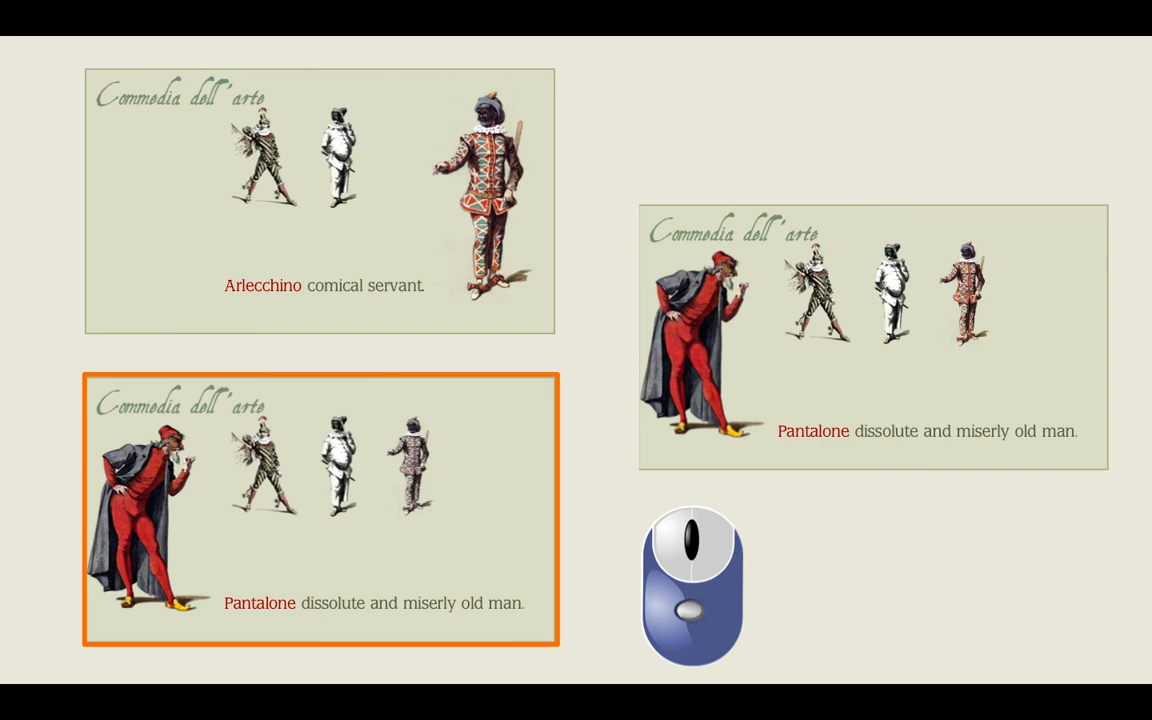 Commedia dell'arte
Arlecchino comical servant.
Commedia dell'arte
Pantalone dissolute and miserly old man.
Commedia dell'arte
Pantalone dissolute and miserly old man.